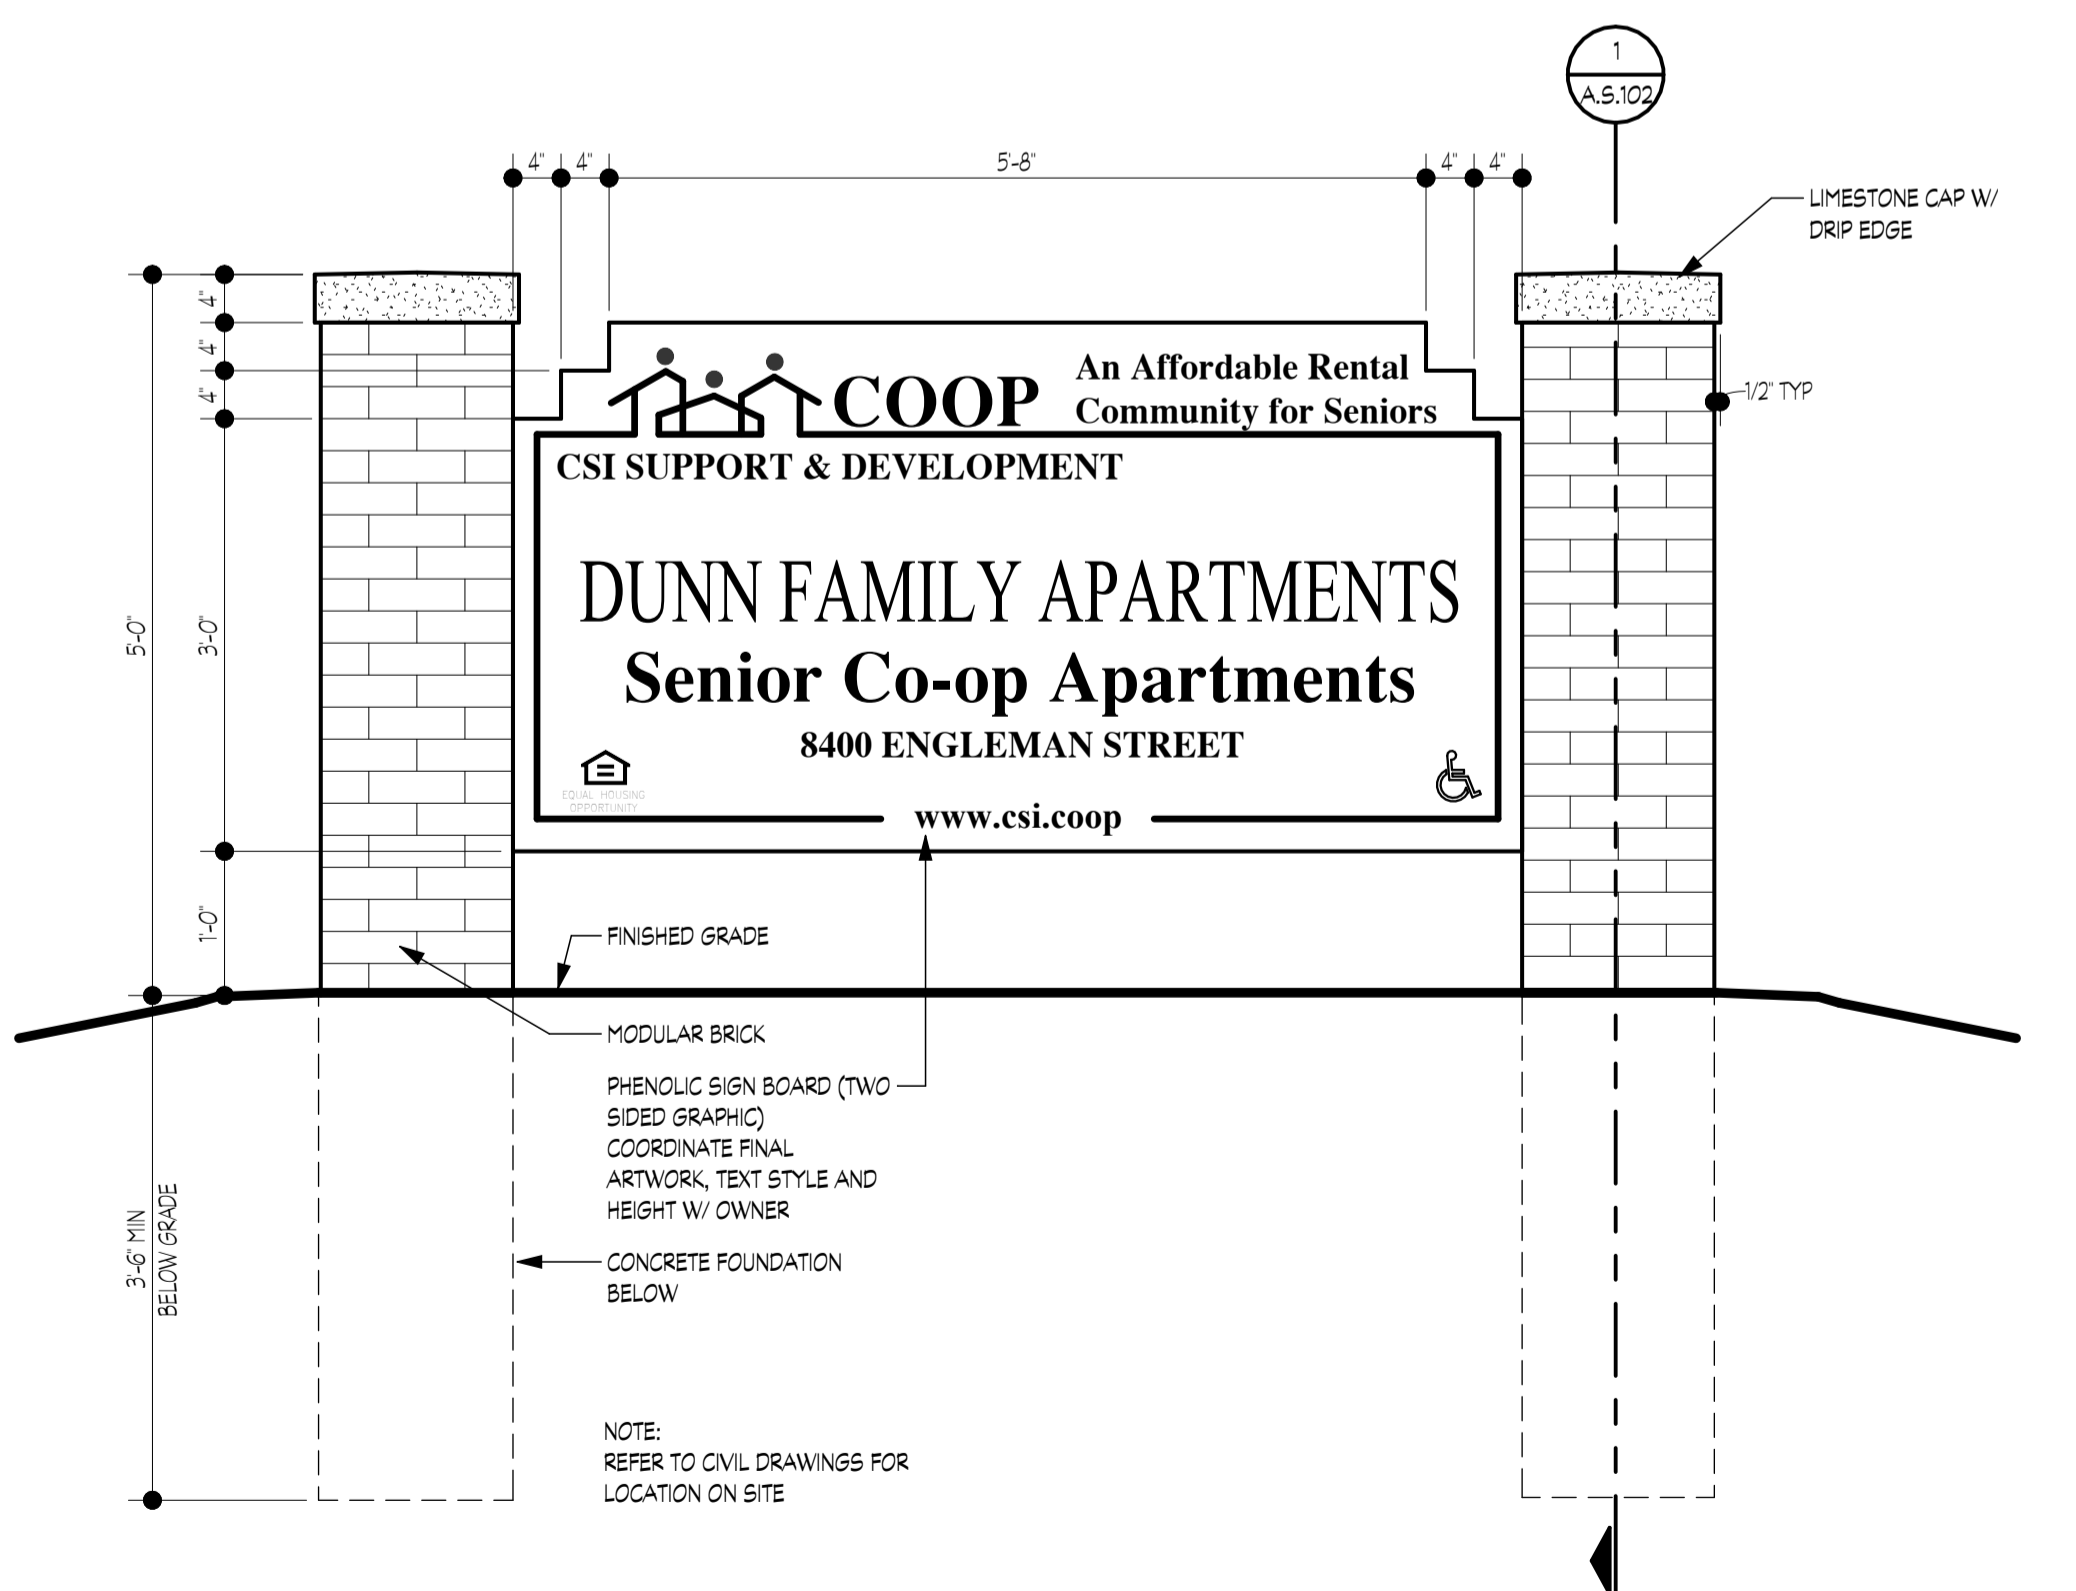 1
A.S.102
4" 4" 5'-8" 4" 4"
LIMESTONE CAP W/
DRIP EDGE
4"
4"
4"
1/2" TYP
5'-0"
3'-0"
1'-0"
3'-6" MIN
BELOW GRADE
COOP
An Affordable Rental
Community for Seniors
CSI SUPPORT & DEVELOPMENT
DUNN FAMILY APARTMENTS
Senior Co-op Apartments
8400 ENGLEMAN STREET
EQUAL HOUSING
OPPORTUNITY
www.csi.coop
FINISHED GRADE
MODULAR BRICK
PHENOLIC SIGN BOARD (TWO
SIDED GRAPHIC)
COORDINATE FINAL
ARTWORK, TEXT STYLE AND
HEIGHT W/ OWNER
CONCRETE FOUNDATION
BELOW
NOTE:
REFER TO CIVIL DRAWINGS FOR
LOCATION ON SITE